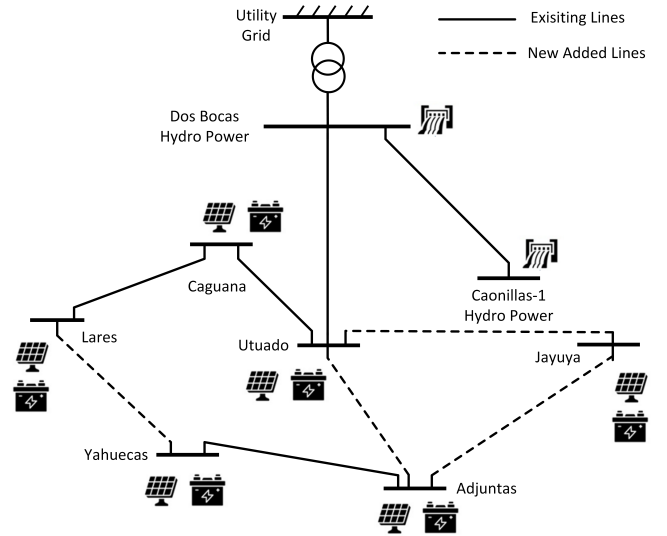 Utility
Grid
Exisiting Lines
New Added Lines
Dos Bocas
Hydro Power
Caguana
Caonillas-1
Hydro Power
Lares
Utuado
Jayuya
Yahuecas
Adjuntas